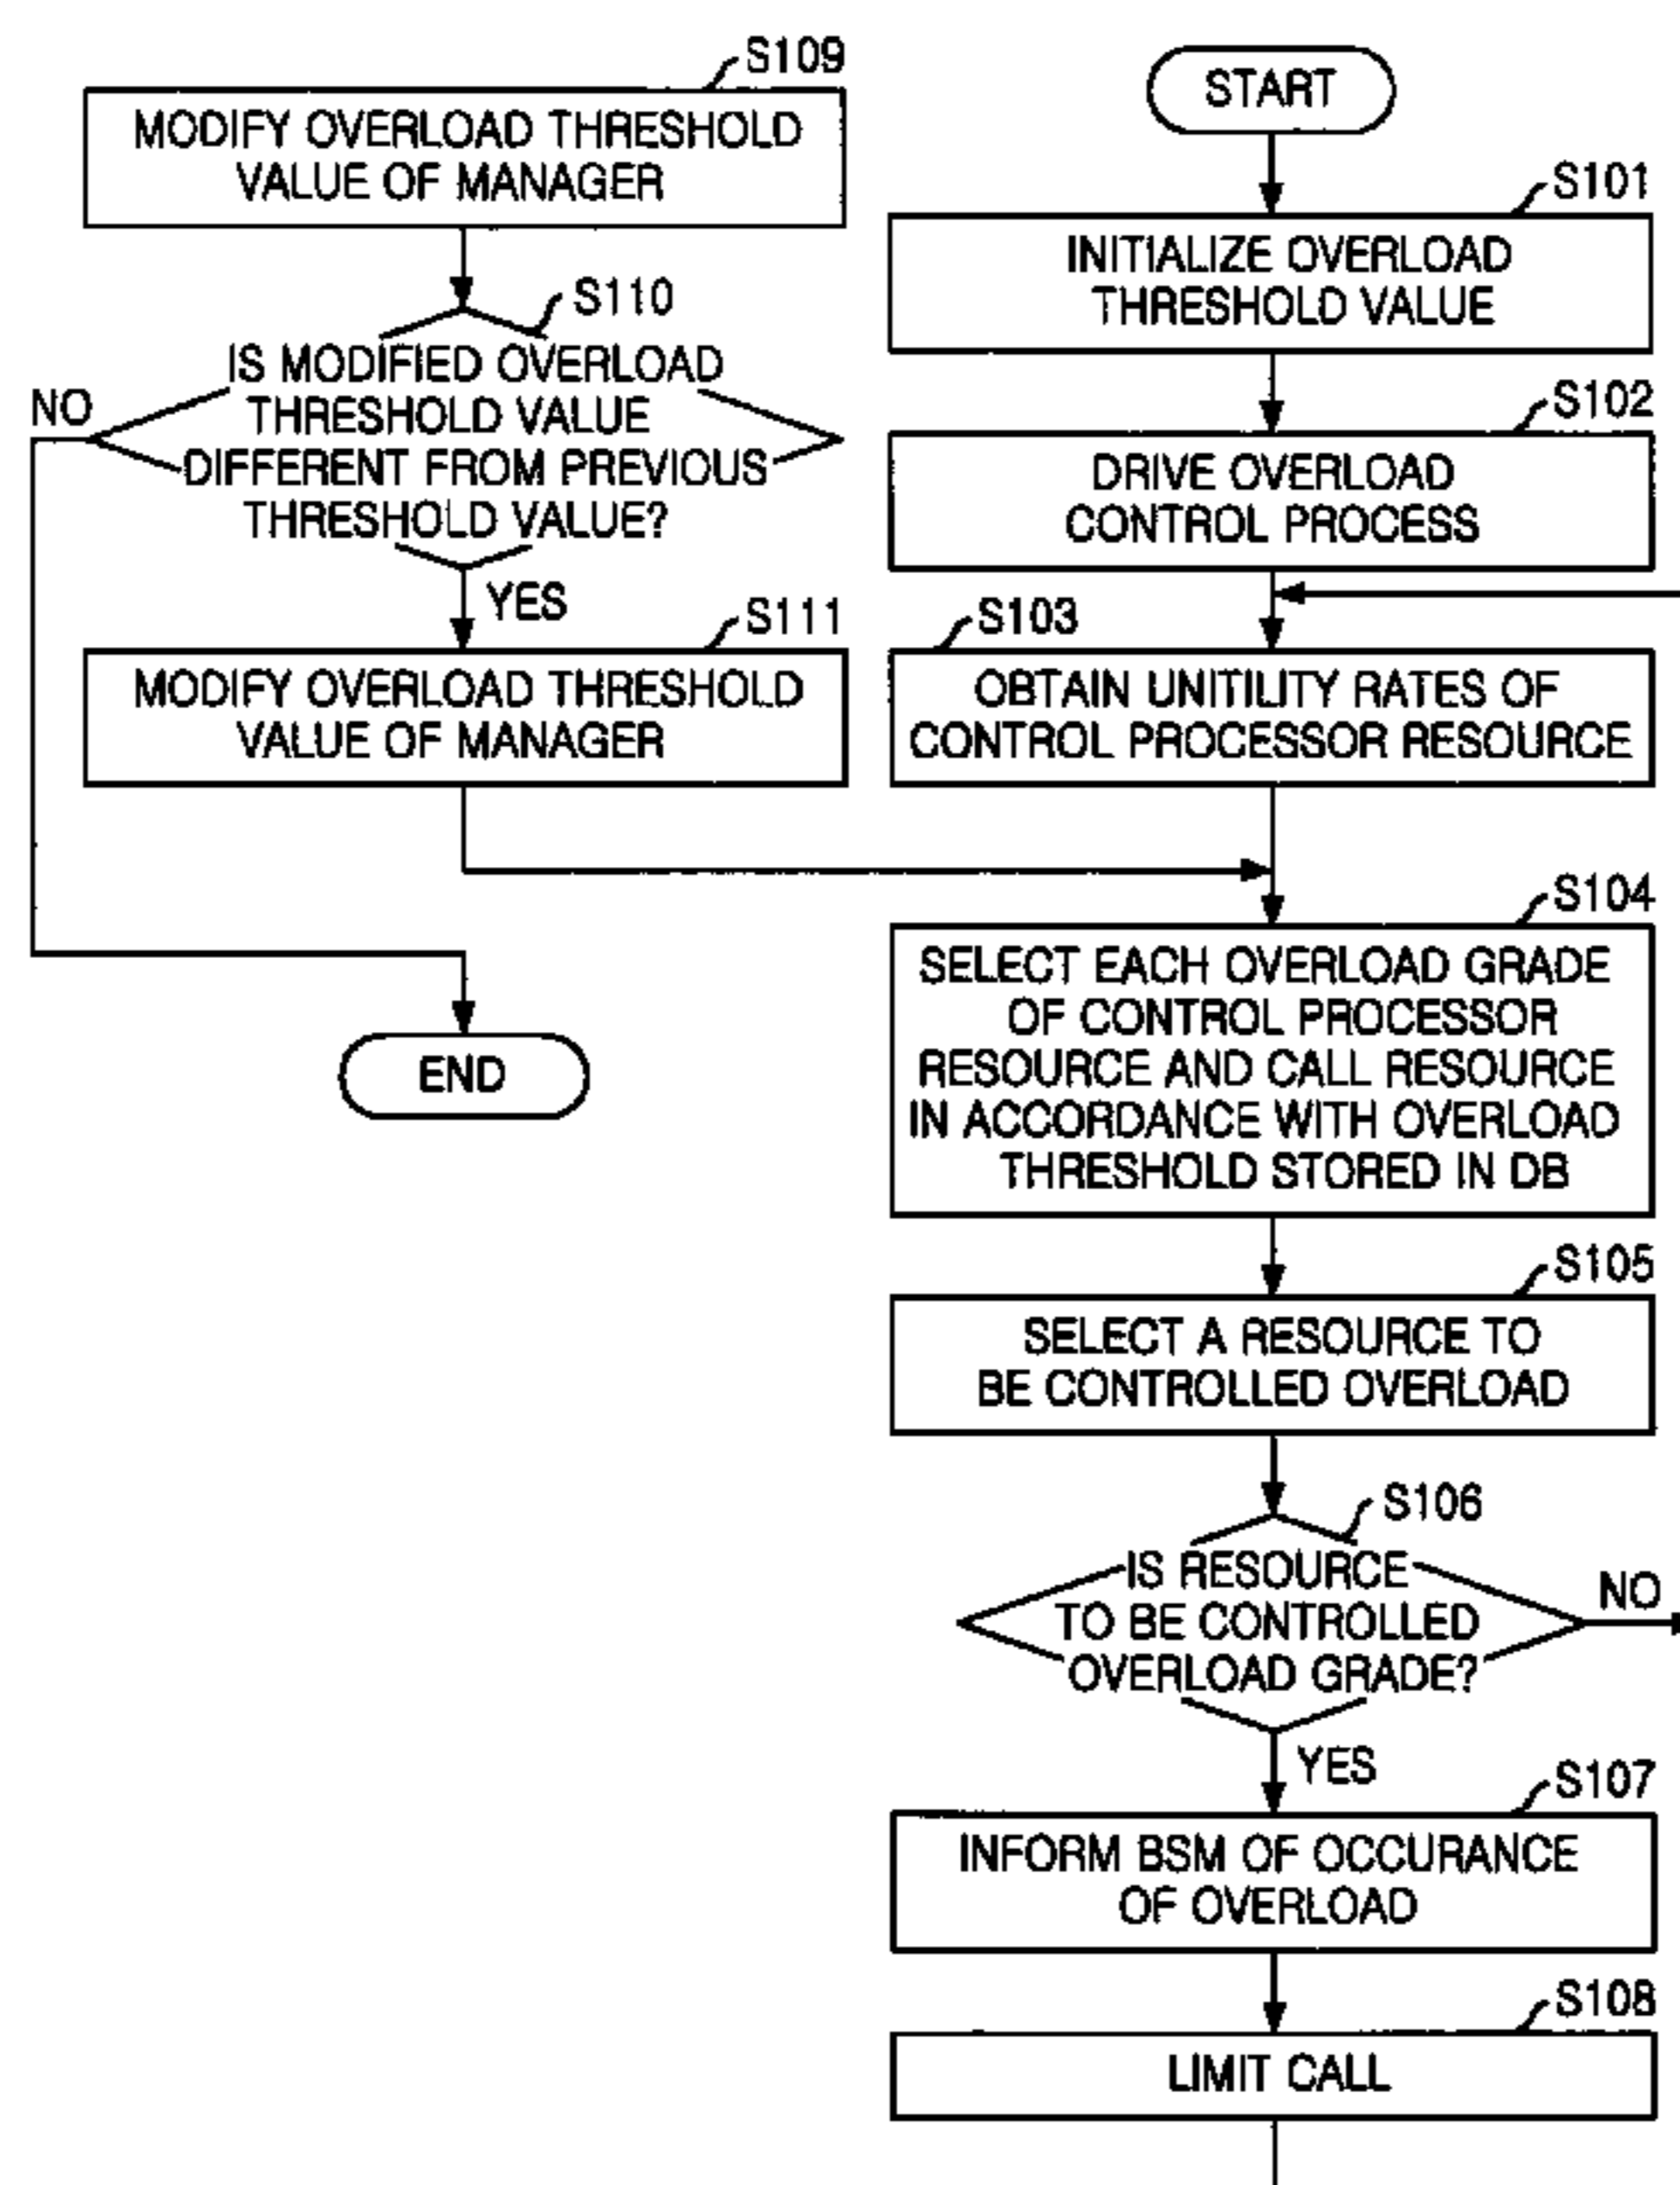 S109
MODIFY OVERLOAD THRESHOLD
VALUE OF MANAGER
S110
IS MODIFIED OVERLOAD
THRESHOLD VALUE
DIFFERENT FROM PREVIOUS
THRESHOLD VALUE?
NO
YES
S111
MODIFY OVERLOAD THRESHOLD
VALUE OF MANAGER
END
START
S101
INITIALIZE OVERLOAD
THRESHOLD VALUE
S102
DRIVE OVERLOAD
CONTROL PROCESS
S103
OBTAIN UNITILITY RATES OF
CONTROL PROCESSOR RESOURCE
S104
SELECT EACH OVERLOAD GRADE
OF CONTROL PROCESSOR
RESOURCE AND CALL RESOURCE
IN ACCORDANCE WITH OVERLOAD
THRESHOLD STORED IN DB
S105
SELECT A RESOURCE TO
BE CONTROLLED OVERLOAD
S106
IS RESOURCE
TO BE CONTROLLED
OVERLOAD GRADE?
NO
YES
S107
INFORM BSM OF OCCURANCE
OF OVERLOAD
S108
LIMIT CALL